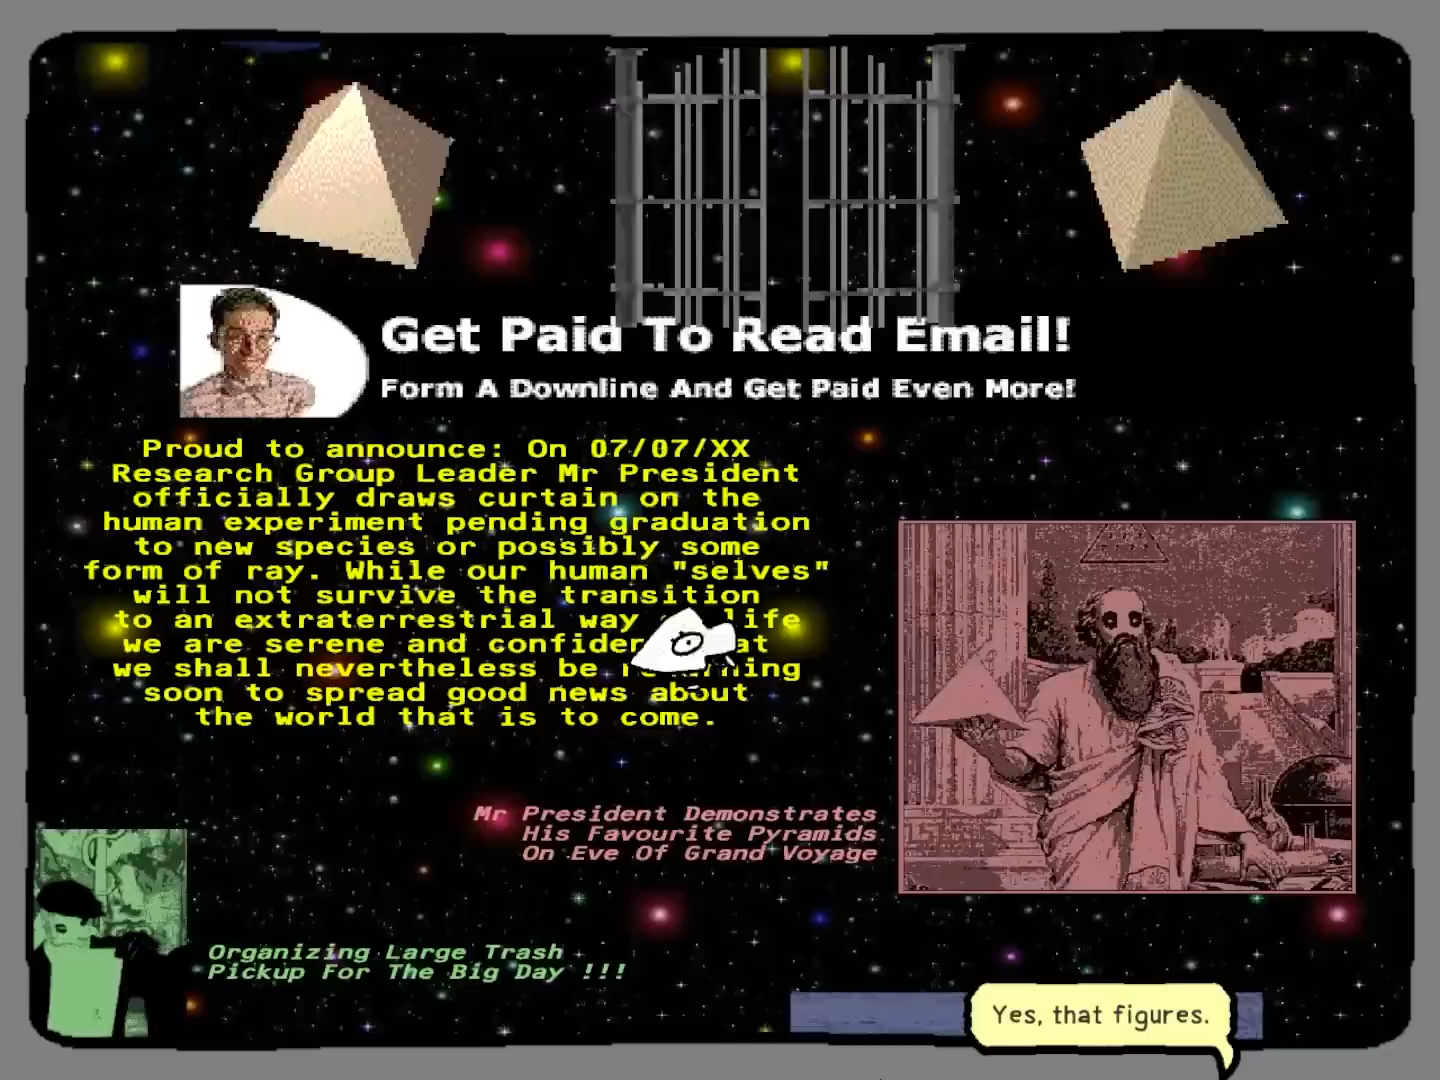 Get Paid To Read Email!
Form A Downline And Get Paid Even More!
Proud to announce: On 07/07/XX
Research Group Leader Mr President
officially draws curtain on the
human experiment pending graduation
to new species or possibly some
form of ray. While our human "selves"
will not survive the transition
to an extraterrestrial way life
we are serene and
we shall nevertheless be
soon to spread good news about
the world that is to come.
Mr President Demonstrates
His Favourite Pyramids
On Eve Of Grand Voyage
Organizing Large Trash
Pickup For The Big Day !!!
Yes, that figures.